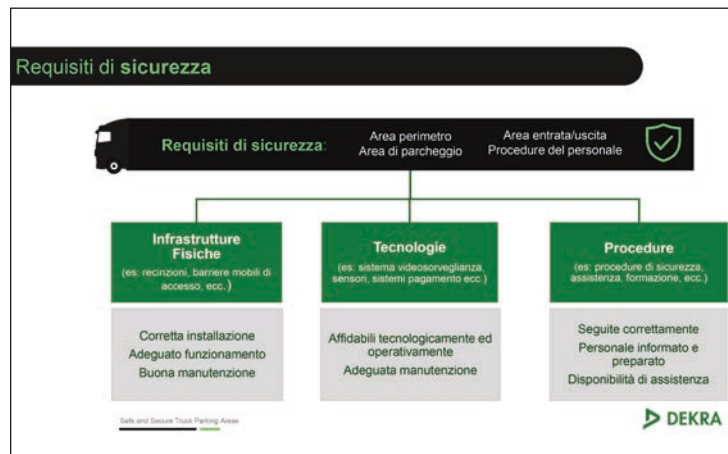 Requisiti di sicurezza
Requisiti di sicurezza:
Area perimetro
Area di parcheggio
Area entrata/uscita
Procedure del personale
Infrastrutture
Fisiche
(es: recinzioni, barriere mobili di
accesso, ecc.)
Corretta installazione
Adeguato funzionamento
Buona manutenzione
Tecnologie
(es: sistema videosorveglianza,
sensori, sistemi pagamento ecc.)
Affidabili tecnologicamente ed
operativamente
Adeguata manutenzione
Procedure
(es: procedure di sicurezza,
assistenza, formazione, ecc.)
Seguite correttamente
Personale informato e
preparato
Disponibilità di assistenza
Safe and Secure Truck Parking Areas
DEKRA